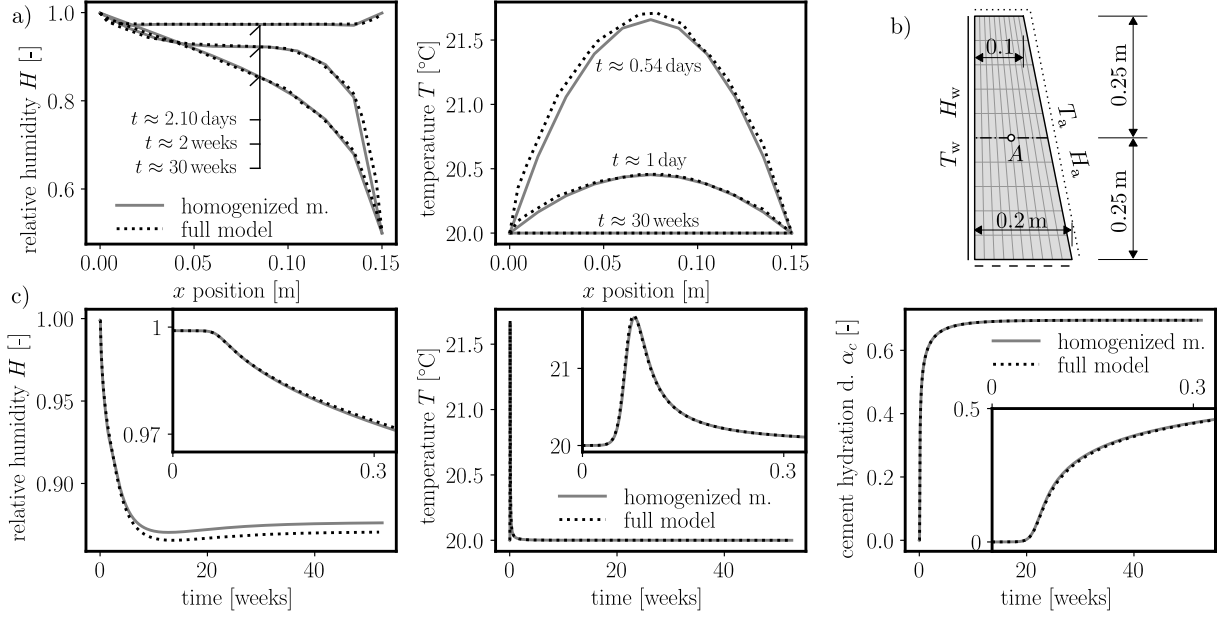 a)
relative humidity H [-]
1.0
0.8
0.6
t ≈ 2.10 days
t ≈ 2 weeks
t ≈ 30 weeks
homogenized m.
full model
0.00
0.05
0.10
0.15
x position [m]
temperature T [°C]
21.5
21.0
20.5
20.0
t ≈ 0.54 days
t ≈ 1 day
t ≈ 30 weeks
0.00
0.05
0.10
0.15
x position [m]
b)
0.1
H_w
T_w
T_a
H_a
A
0.2 m
0.25 m
0.25 m
c)
relative humidity H [-]
1.00
0.95
0.90
1
0.97
0
0.3
0
20
40
time [weeks]
temperature T [°C]
21.5
21.0
20.5
20.0
21
20
0
0.3
homogenized m.
full model
0
20
40
time [weeks]
cement hydration d. α_c [-]
0.6
0.4
0.2
0.0
homogenized m.
full model
0
0.3
0.5
0
0
20
40
time [weeks]